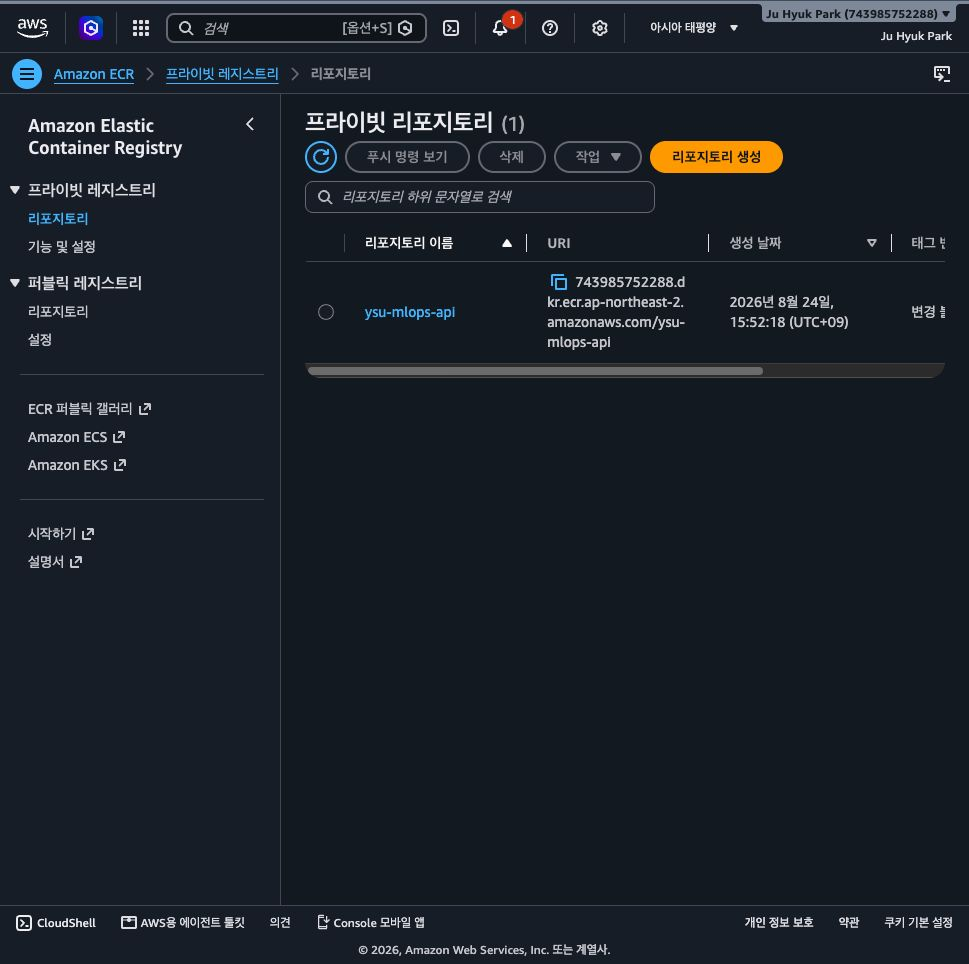 aws
검색 [옵션+S]
1
아시아 태평양
Ju Hyuk Park (743985752288)
Ju Hyuk Park
Amazon ECR
프라이빗 레지스트리
리포지토리
Amazon Elastic
Container Registry
프라이빗 레지스트리
리포지토리
기능 및 설정
퍼블릭 레지스트리
리포지토리
설정
ECR 퍼블릭 갤러리
Amazon ECS
Amazon EKS
시작하기
설명서
프라이빗 리포지토리 (1)
푸시 명령 보기
삭제
작업
리포지토리 생성
리포지토리 하위 문자열로 검색
리포지토리 이름
URI
생성 날짜
태그
ysu-mlops-api
743985752288.d
kr.ecr.ap-northeast-2.
amazonaws.com/ysu-
mlops-api
2026년 8월 24일,
15:52:18 (UTC+09)
변경
CloudShell
AWS용 에이전트 툴킷
의견
Console 모바일 앱
개인 정보 보호
약관
쿠키 기본 설정
© 2026, Amazon Web Services, Inc. 또는 계열사.